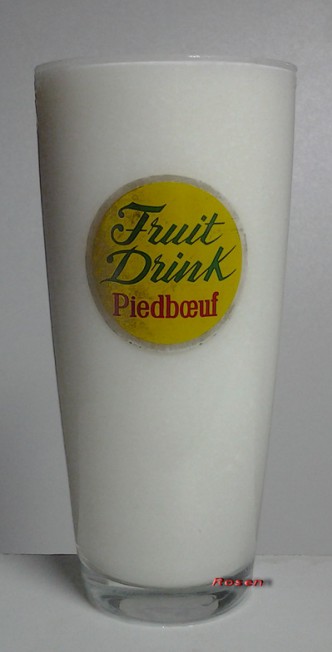 Fruit
Drink
Piedbœuf
Rosen